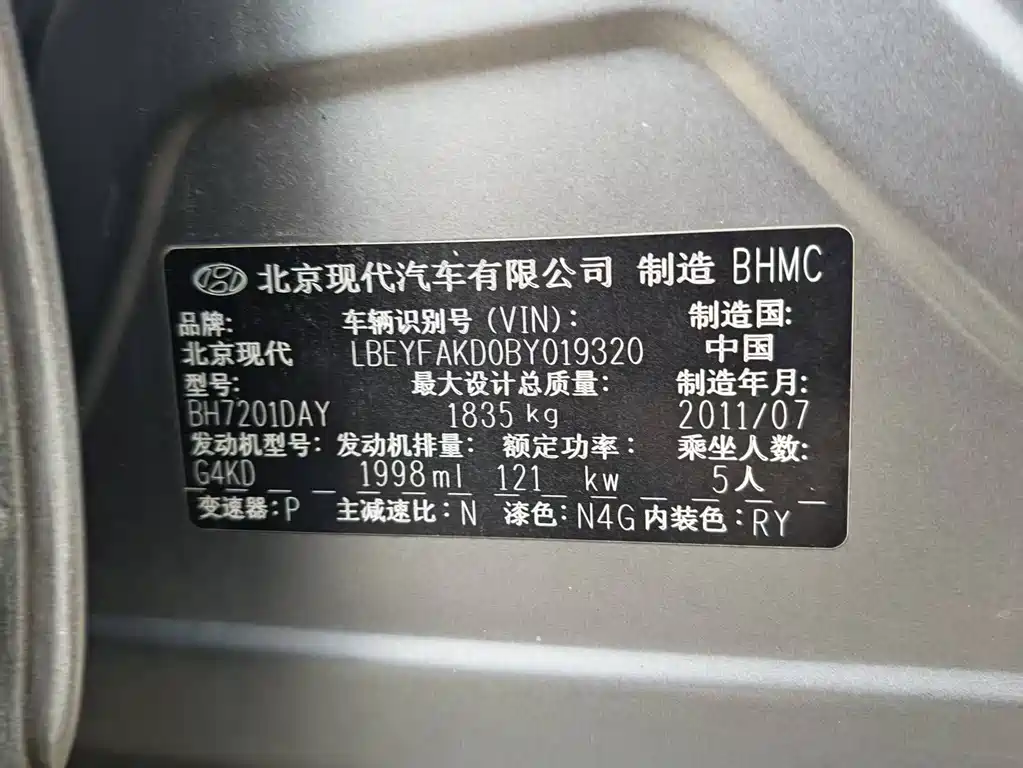 北京现代汽车有限公司 制造 BHMC
品牌: 车辆识别号 (VIN): 制造国:
北京现代 LBEYFAKD0BY019320 中国
型号: 最大设计总质量: 制造年月:
BH7201DAY 1835 kg 2011/07
发动机型号: 发动机排量: 额定功率: 乘坐人数:
G4KD 1998ml 121 kw 5人
变速器:P 主减速比:N 漆色:N4G 内装色:RY